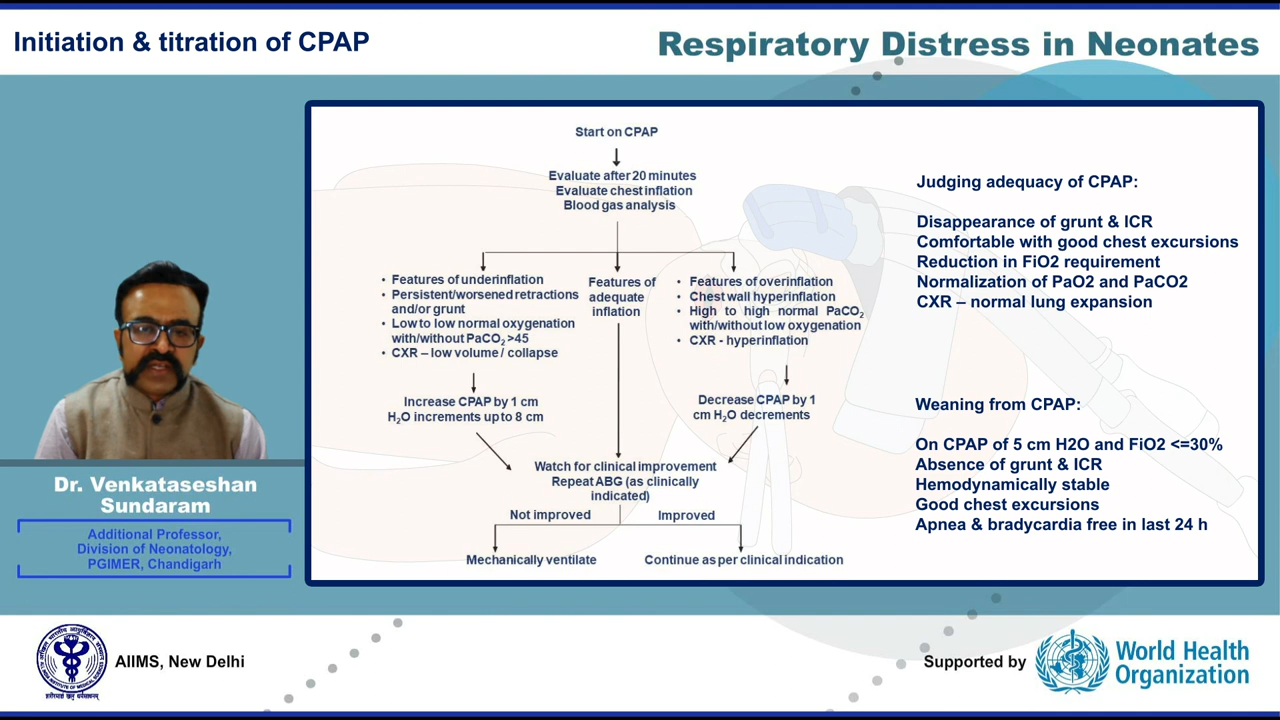 Initiation & titration of CPAP
Respiratory Distress in Neonates
Start on CPAP
Evaluate after 20 minutes
Evaluate chest inflation
Blood gas analysis
• Features of underinflation
• Persistent/worsened retractions
and/or grunt
• Low to low normal oxygenation
with/without PaCO2 >45
• CXR – low volume / collapse
Features of
adequate
inflation
• Features of overinflation
• Chest wall hyperinflation
• High to high normal PaCO2
with/without low oxygenation
• CXR - hyperinflation
Increase CPAP by 1 cm
H2O increments up to 8 cm
Decrease CPAP by 1
cm H2O decrements
Watch for clinical improvement
Repeat ABG (as clinically
indicated)
Not improved
Improved
Mechanically ventilate
Continue as per clinical indication
Judging adequacy of CPAP:
Disappearance of grunt & ICR
Comfortable with good chest excursions
Reduction in FiO2 requirement
Normalization of PaO2 and PaCO2
CXR – normal lung expansion
Weaning from CPAP:
On CPAP of 5 cm H2O and FiO2 <=30%
Absence of grunt & ICR
Hemodynamically stable
Good chest excursions
Apnea & bradycardia free in last 24 h
Dr. Venkataseshan
Sundaram
Additional Professor,
Division of Neonatology,
PGIMER, Chandigarh
AIIMS, New Delhi
Supported by
World Health
Organization